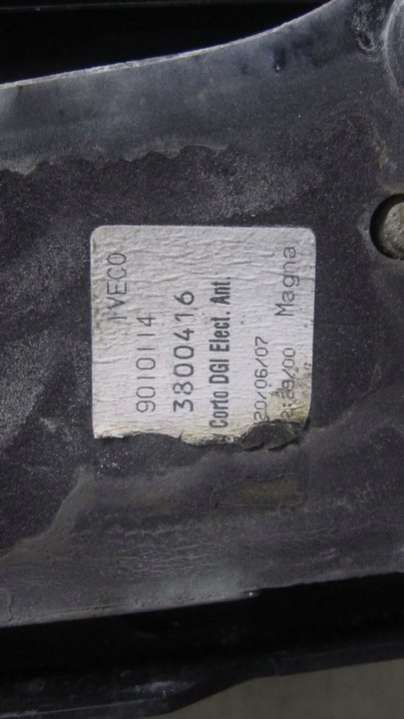 IVECO
9010114
3800416
Corto DGI Elect. Ant.
20/06/07 Magna